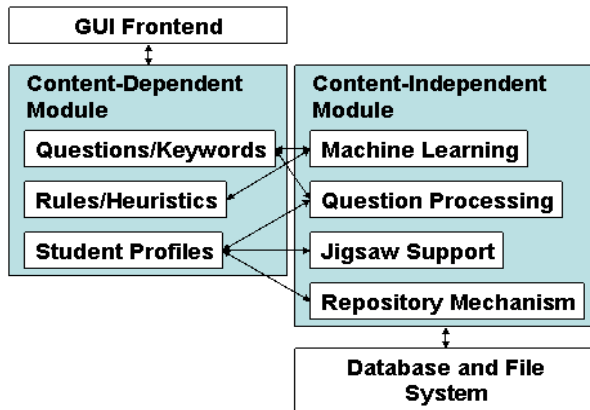 GUI Frontend
Content-Dependent
Module
Questions/Keywords
Rules/Heuristics
Student Profiles
Content-Independent
Module
Machine Learning
Question Processing
Jigsaw Support
Repository Mechanism
Database and File
System